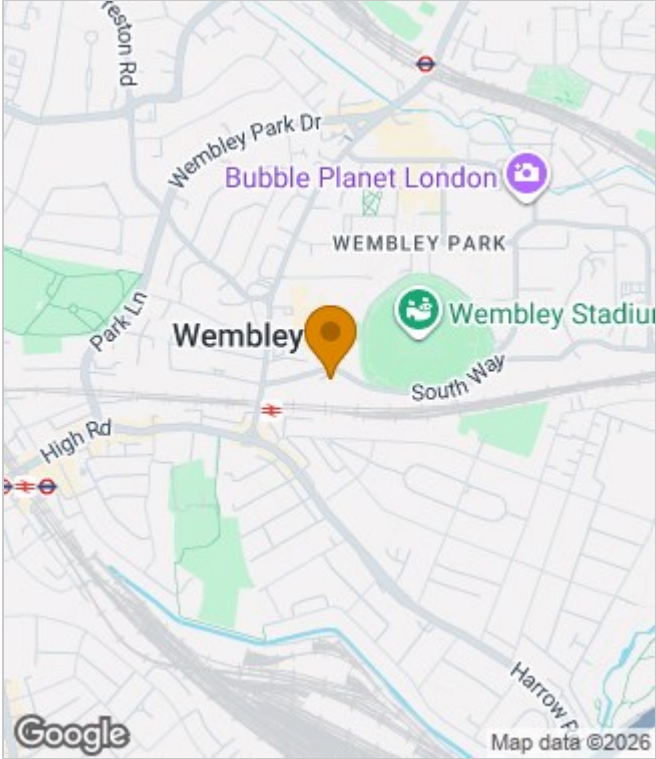 reston Rd
Wembley Park Dr
Bubble Planet London
WEMBLEY PARK
Park Ln
Wembley
Wembley Stadiu
South Way
High Rd
Harrow
Google
Map data ©2026